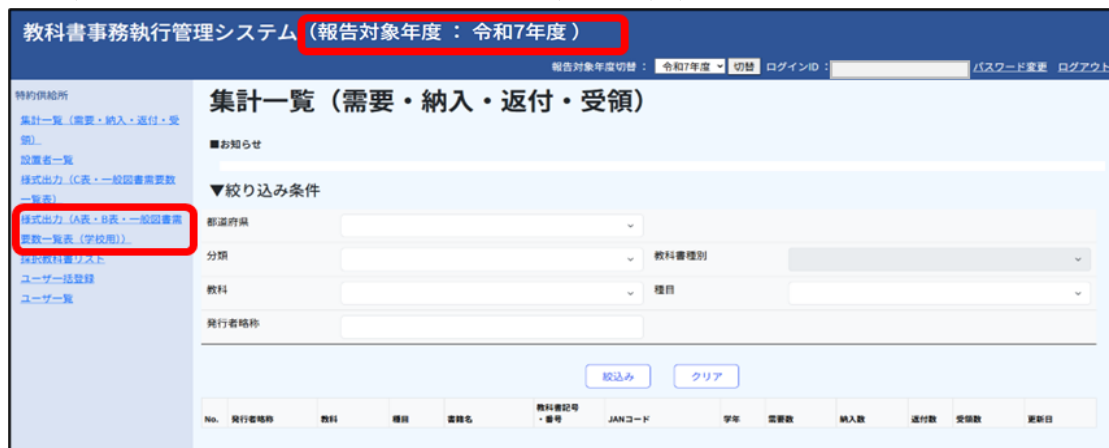 教科書事務執行管理システム（報告対象年度 ： 令和7年度 ）
報告対象年度切替 ： 令和7年度 切替 ログインID ： パスワード変更 ログアウト
特約供給所
集計一覧（需要・納入・返付・受
領）
設置者一覧
様式出力（C表・一般図書需要数
一覧表）
様式出力（A表・B表・一般図書需
要数一覧表（学校用））
採択教科書リスト
ユーザー括登録
ユーザー覧
集計一覧（需要・納入・返付・受領）
■お知らせ
▼絞り込み条件
都道府県
分類 教科書種別
教科 種目
発行者略称
絞込み クリア
No. 発行者略称 教科 種目 書籍名 教科書記号
・番号 JANコード 学年 需要数 納入数 返付数 受領数 更新日